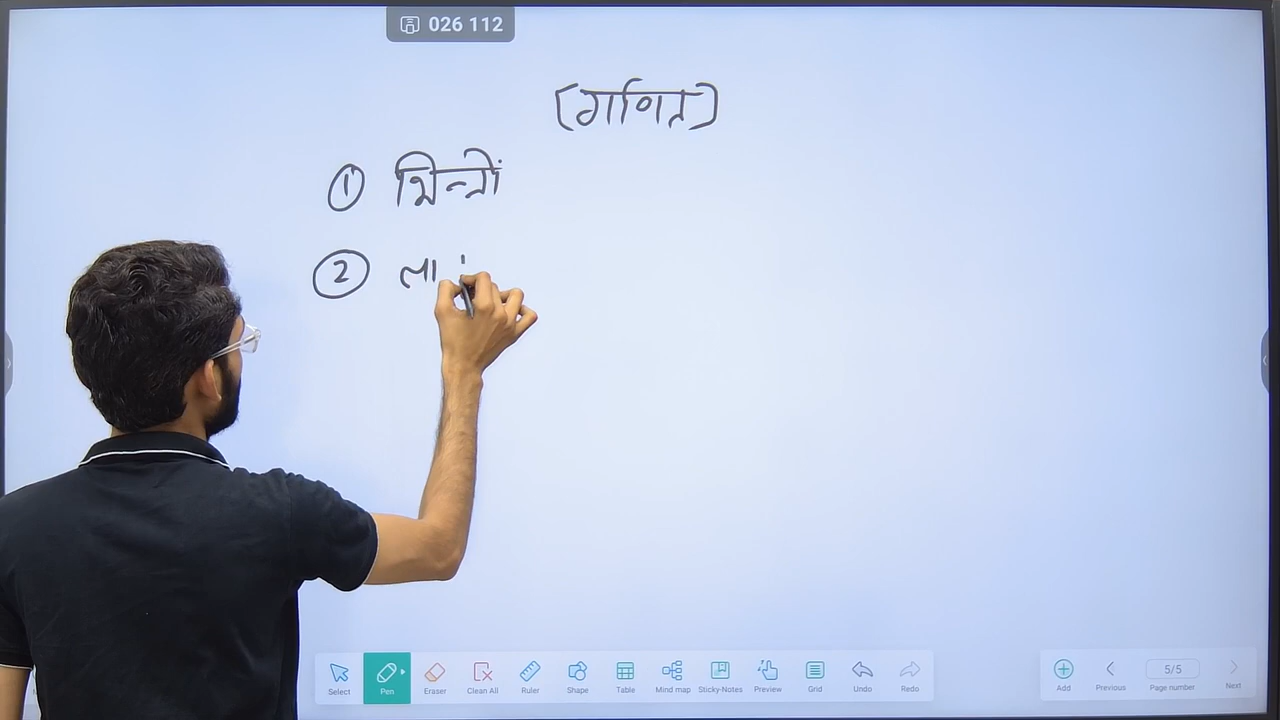 026 112
(गणित)
① भिन्नों
② ला
Select Pen Eraser Clean All Ruler Shape Table Mind map Sticky-Notes Preview Grid Undo Redo
Add Previous 5/5 Page number Next